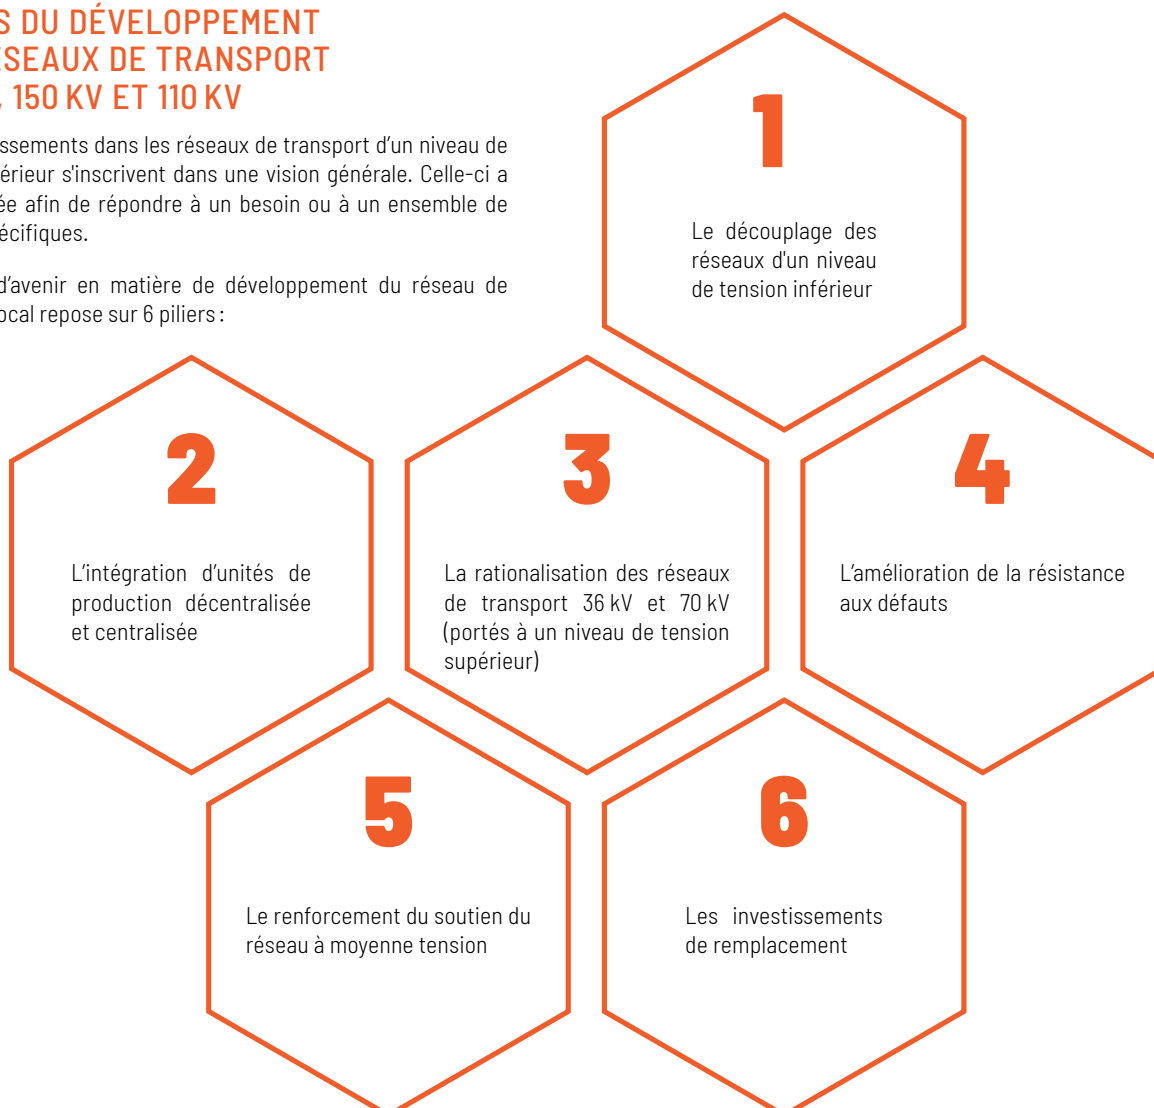 S DU DÉVELOPPEMENT
SEAUX DE TRANSPORT
, 150 KV ET 110 KV
ssements dans les réseaux de transport d’un niveau de
érieur s'inscrivent dans une vision générale. Celle-ci a
ée afin de répondre à un besoin ou à un ensemble de
écifiques.
d’avenir en matière de développement du réseau de
ocal repose sur 6 piliers :
1
Le découplage des
réseaux d'un niveau
de tension inférieur
2
L’intégration d’unités de
production décentralisée
et centralisée
3
La rationalisation des réseaux
de transport 36 kV et 70 kV
(portés à un niveau de tension
supérieur)
4
L’amélioration de la résistance
aux défauts
5
Le renforcement du soutien du
réseau à moyenne tension
6
Les investissements
de remplacement